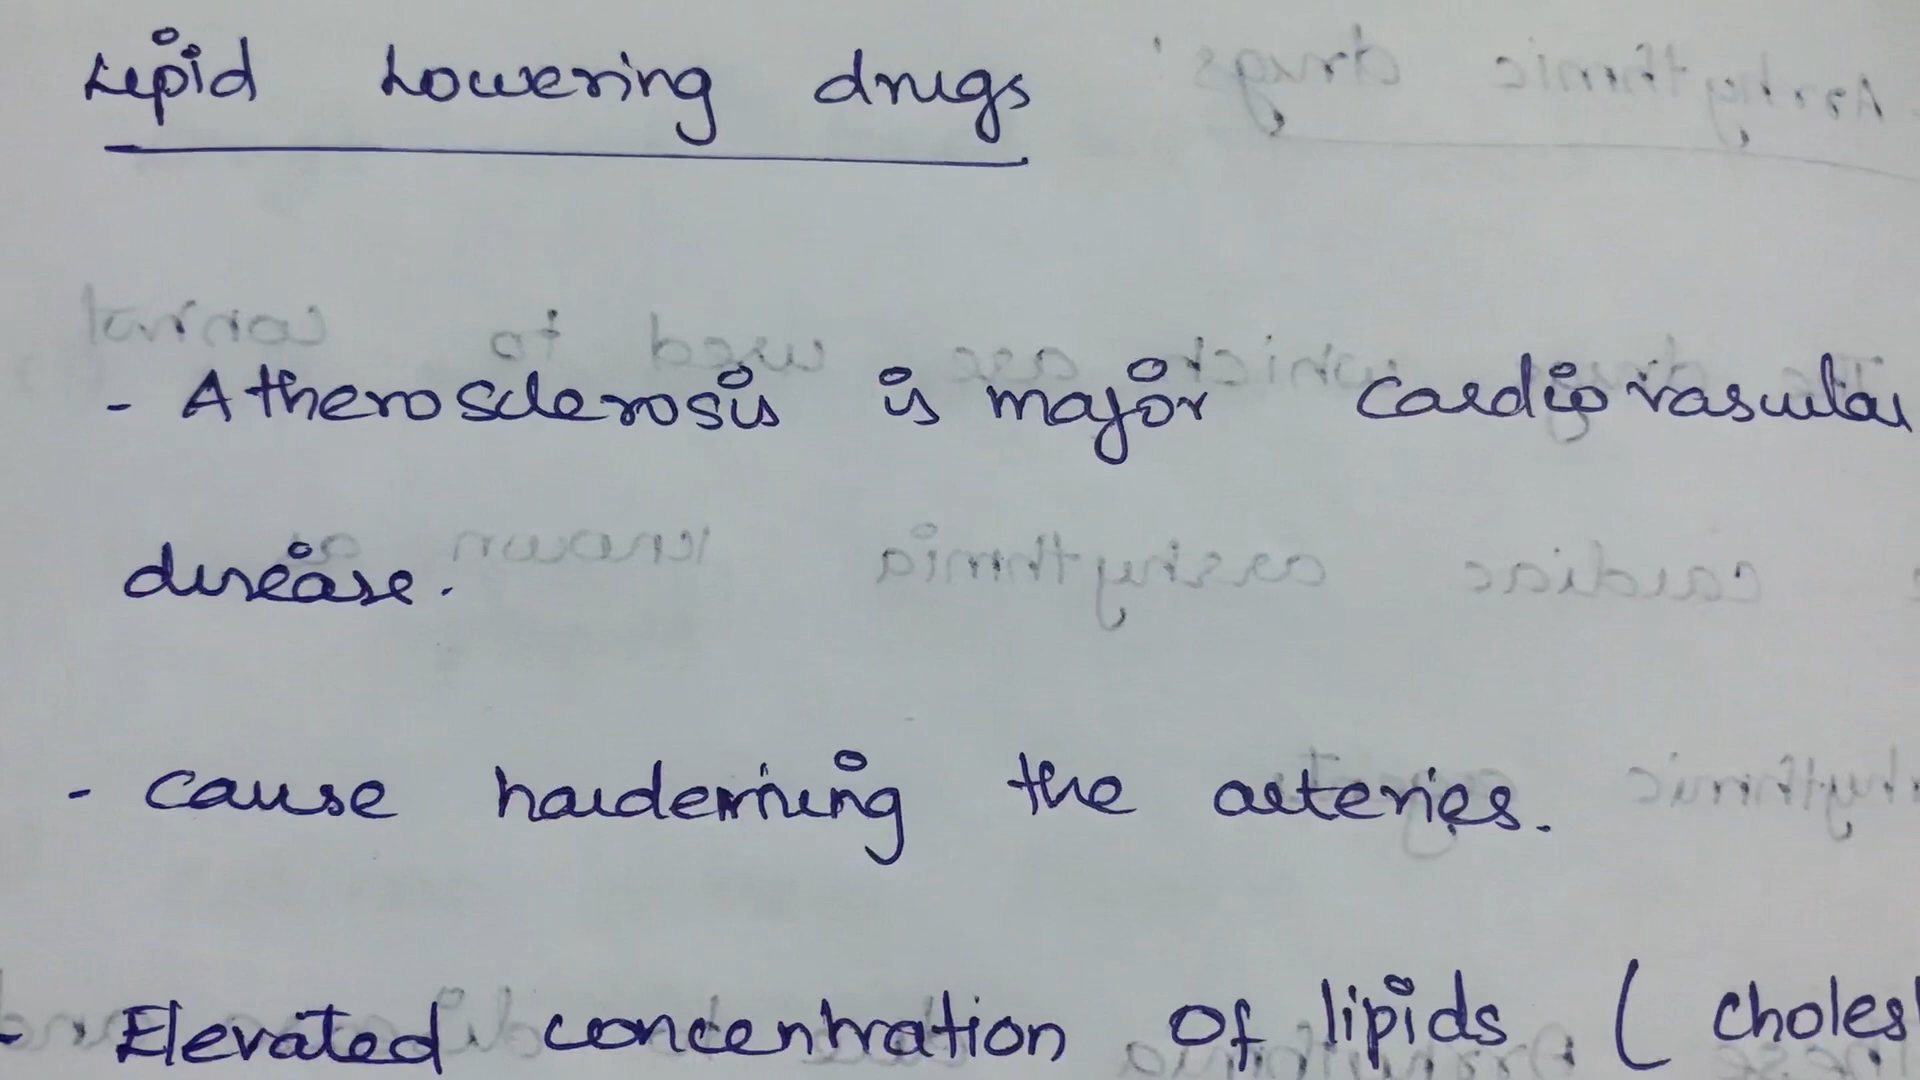 Lipid Lowering drugs
- Atherosclerosis is major cardiovascular
disease.
- cause hardening the arteries.
- Elevated concentration of lipids ( choles